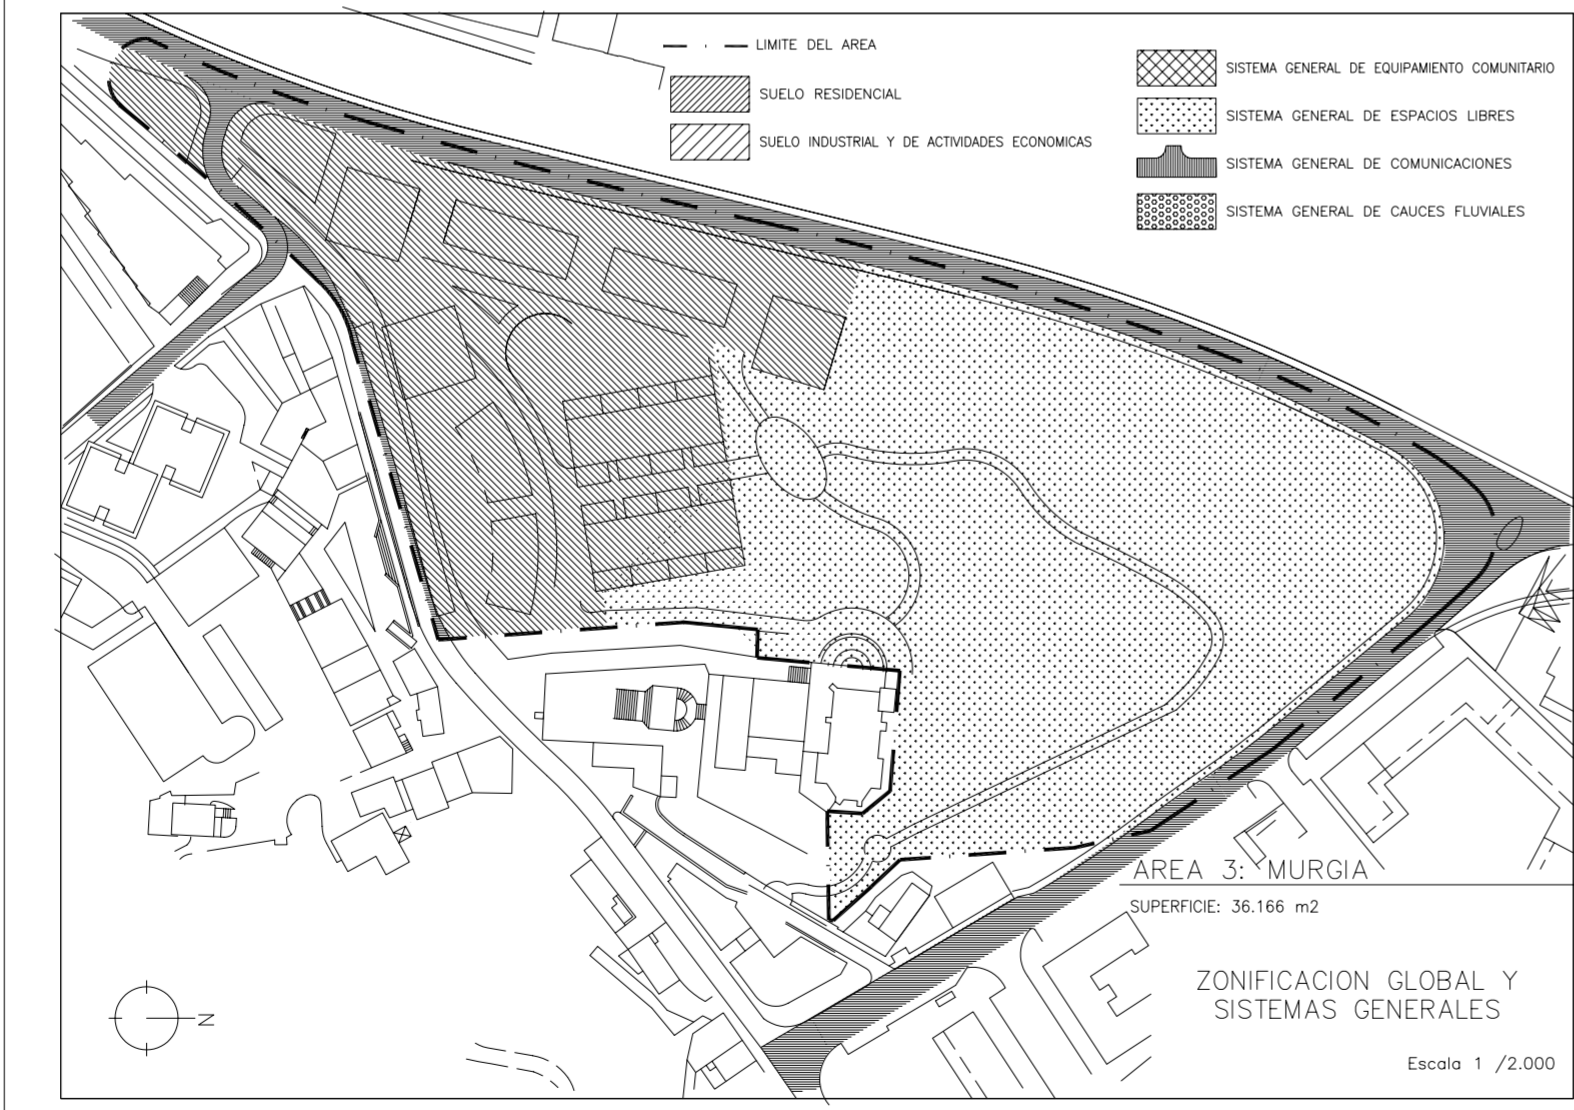 LIMITE DEL AREA
SUELO RESIDENCIAL
SUELO INDUSTRIAL Y DE ACTIVIDADES ECONOMICAS
SISTEMA GENERAL DE EQUIPAMIENTO COMUNITARIO
SISTEMA GENERAL DE ESPACIOS LIBRES
SISTEMA GENERAL DE COMUNICACIONES
SISTEMA GENERAL DE CAUCES FLUVIALES
AREA 3: MURGIA
SUPERFICIE: 36.166 m2
ZONIFICACION GLOBAL Y
SISTEMAS GENERALES
Escala 1 /2.000
N